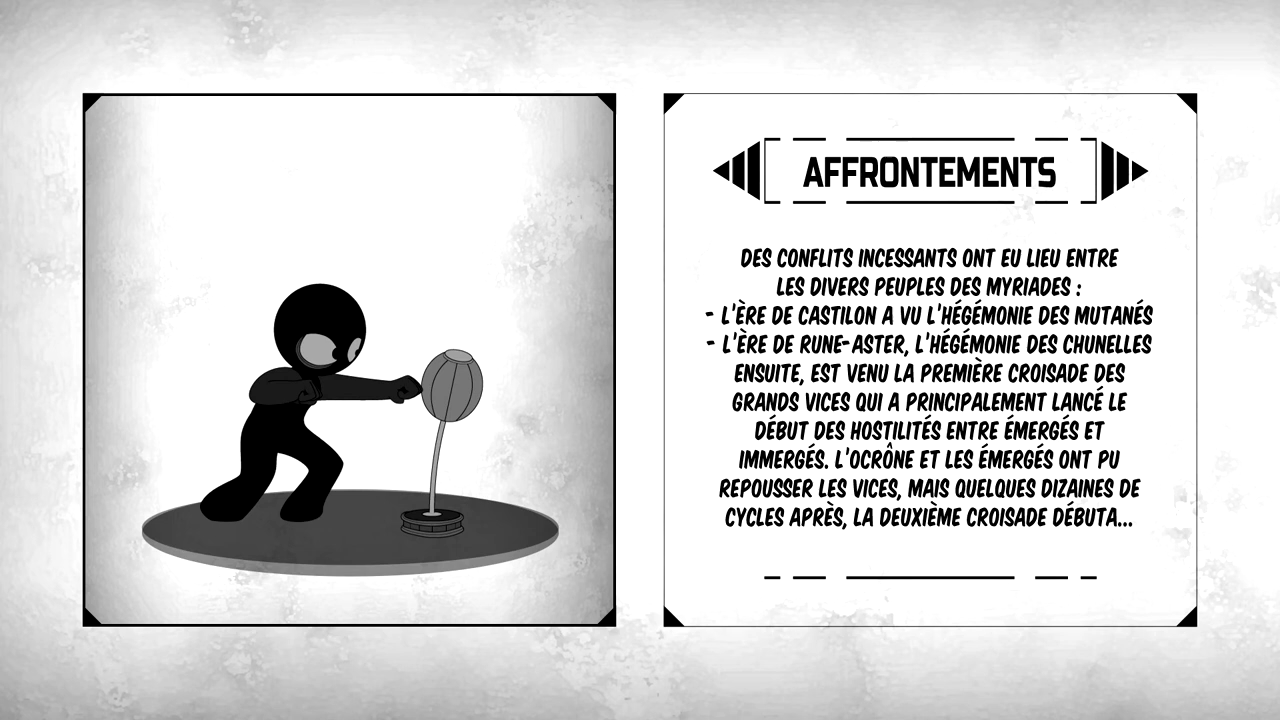 AFFRONTEMENTS
DES CONFLITS INCESSANTS ONT EU LIEU ENTRE
LES DIVERS PEUPLES DES MYRIADES :
- L'ÈRE DE CASTILON A VU L'HÉGÉMONIE DES MUTANÉS
- L'ÈRE DE RUNE-ASTER, L'HÉGÉMONIE DES CHUNELLES
ENSUITE, EST VENU LA PREMIÈRE CROISADE DES
GRANDS VICES QUI A PRINCIPALEMENT LANCÉ LE
DÉBUT DES HOSTILITÉS ENTRE ÉMERGÉS ET
IMMERGÉS. L'OCRÔNE ET LES ÉMERGÉS ONT PU
REPOUSSER LES VICES, MAIS QUELQUES DIZAINES DE
CYCLES APRÈS, LA DEUXIÈME CROISADE DÉBUTA...